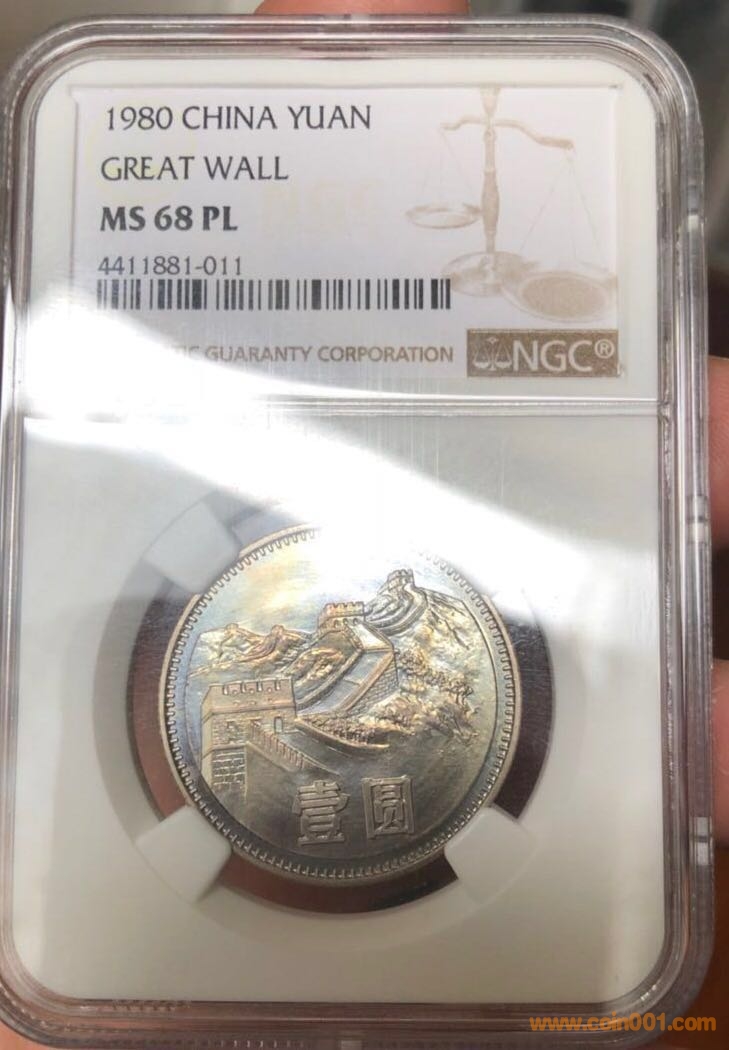 1980 CHINA YUAN
GREAT WALL
MS 68 PL
4411881-011
GUARANTY CORPORATION
NGC®
壹圆
www.coin001.com